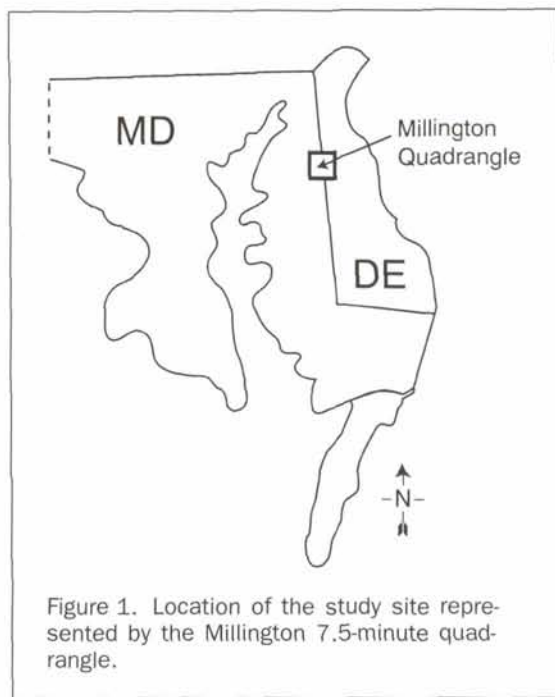 MD
Millington
Quadrangle
DE
-N-
Figure 1. Location of the study site repre-
sented by the Millington 7.5-minute quad-
rangle.